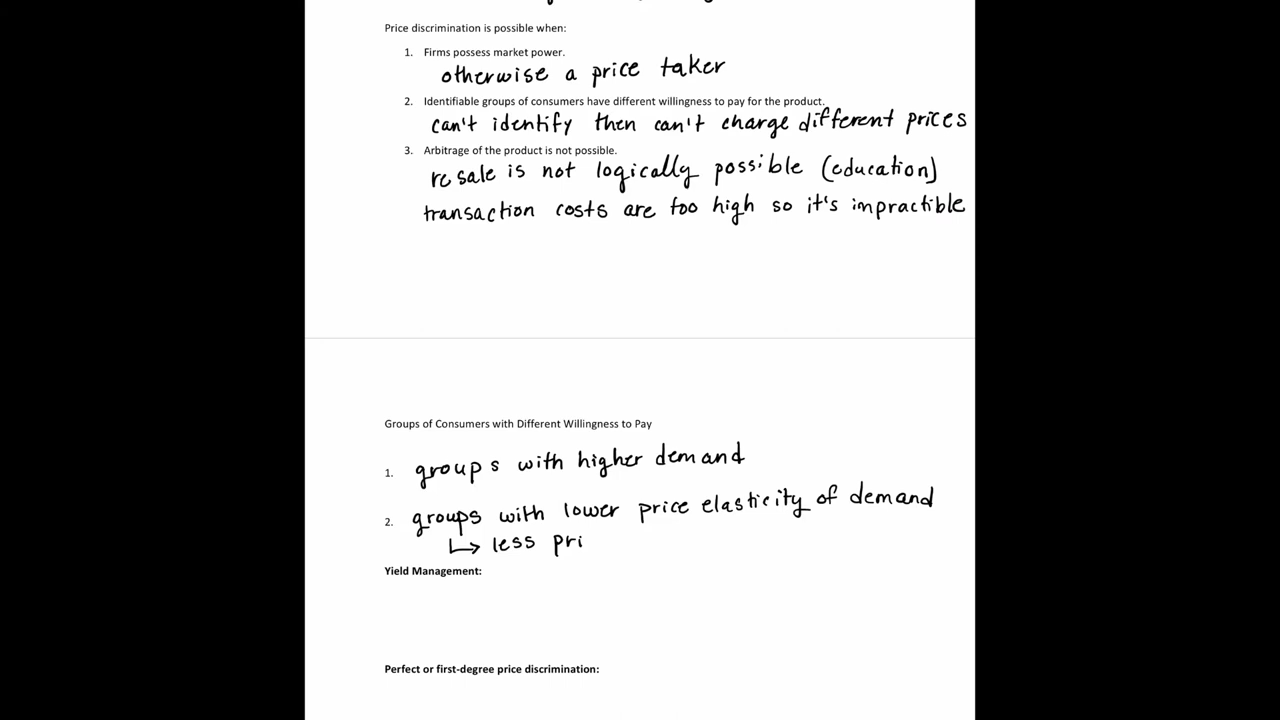 Price discrimination is possible when:
1. Firms possess market power.
otherwise a price taker
2. Identifiable groups of consumers have different willingness to pay for the product.
can't identify then can't charge different prices
3. Arbitrage of the product is not possible.
resale is not logically possible (education)
transaction costs are too high so it's impractible
Groups of Consumers with Different Willingness to Pay
1. groups with higher demand
2. groups with lower price elasticity of demand
↳ less pri
Yield Management:
Perfect or first-degree price discrimination: